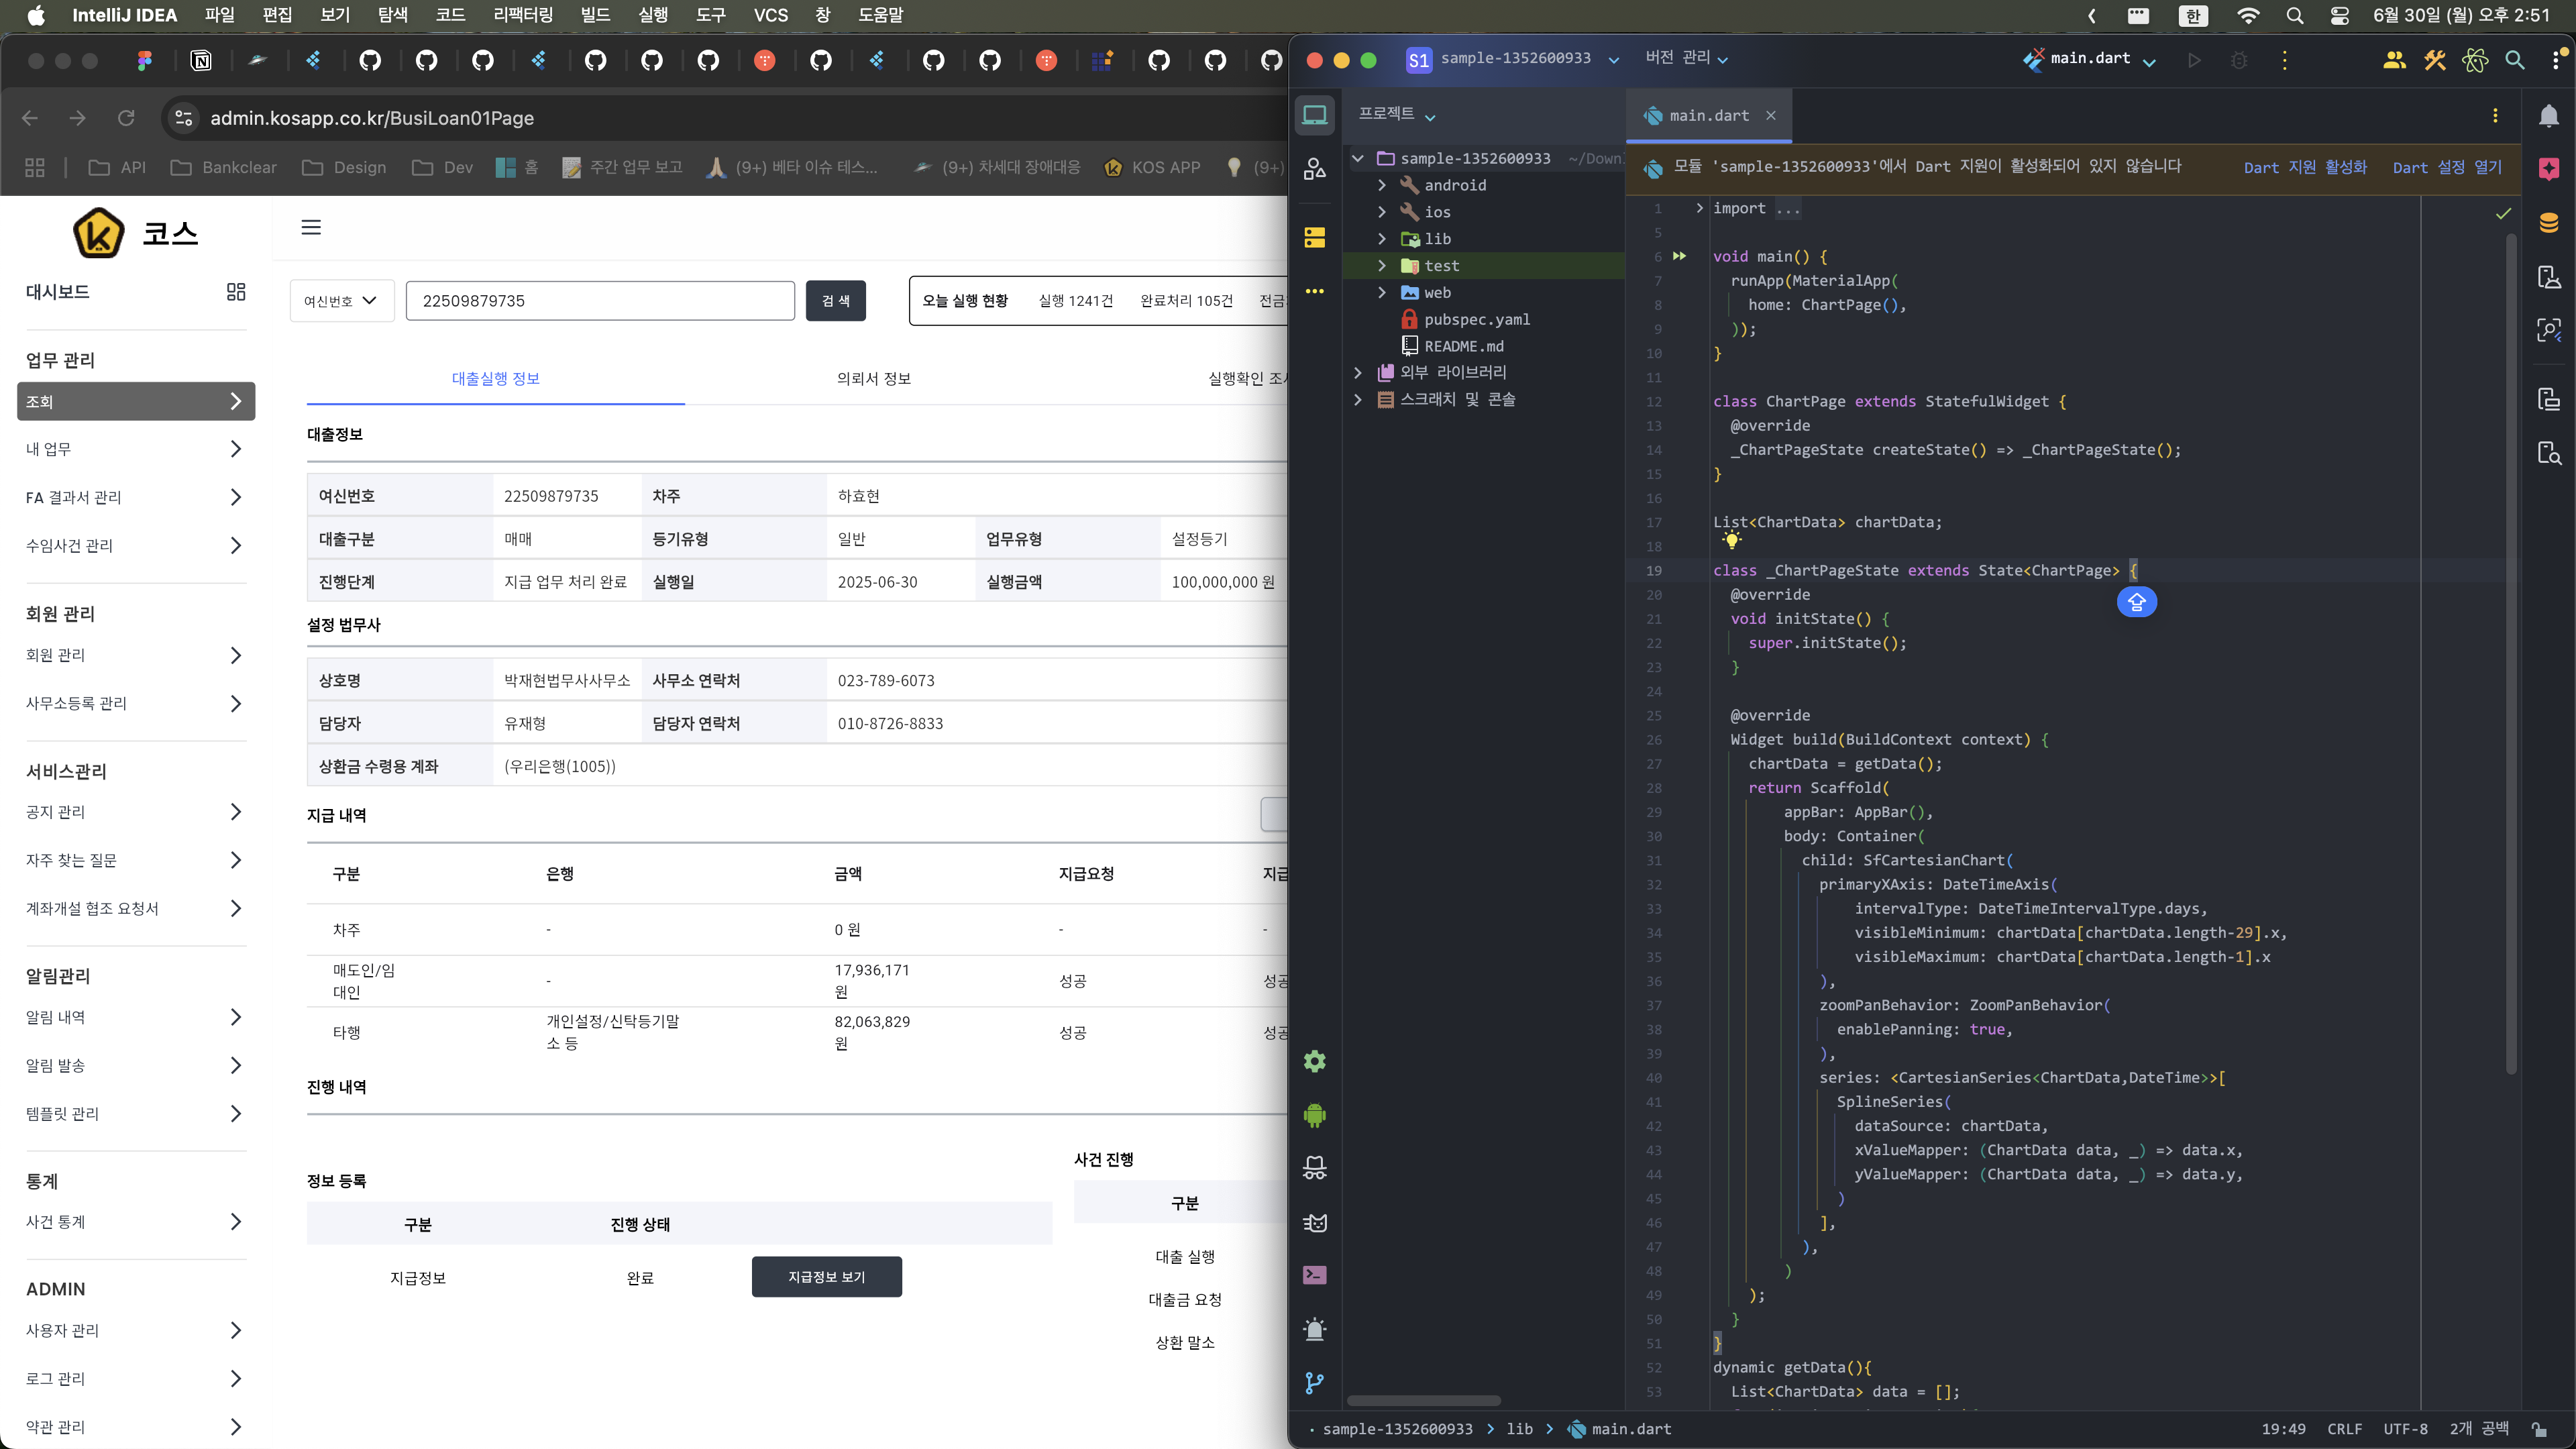 IntelliJ IDEA 파일 편집 보기 탐색 코드 리팩터링 빌드 실행 도구 VCS 창 도움말 한 6월 30일 (월) 오후 2:51
admin.kosapp.co.kr/BusiLoan01Page
API Bankclear Design Dev 홈 주간 업무 보고 (9+) 베타 이슈 테스... (9+) 차세대 장애대응 KOS APP (9+)
코스
대시보드
업무 관리
조회
내 업무
FA 결과서 관리
수임사건 관리
회원 관리
회원 관리
사무소등록 관리
서비스관리
공지 관리
자주 찾는 질문
계좌개설 협조 요청서
알림관리
알림 내역
알림 발송
템플릿 관리
통계
사건 통계
ADMIN
사용자 관리
로그 관리
약관 관리
여신번호 22509879735 검 색 오늘 실행 현황 실행 1241건 완료처리 105건 전금
대출실행 정보 의뢰서 정보 실행확인 조사
대출정보
여신번호 22509879735 차주 하효현
대출구분 매매 등기유형 일반 업무유형 설정등기
진행단계 지급 업무 처리 완료 실행일 2025-06-30 실행금액 100,000,000 원
설정 법무사
상호명 박재현법무사사무소 사무소 연락처 023-789-6073
담당자 유재형 담당자 연락처 010-8726-8833
상환금 수령용 계좌 (우리은행(1005))
지급 내역
구분 은행 금액 지급요청 지급
차주 - 0 원 - -
매도인/임대인 - 17,936,171 원 성공 성공
타행 개인설정/신탁등기말소 등 82,063,829 원 성공 성공
진행 내역
정보 등록
구분 진행 상태
지급정보 완료 지급정보 보기
사건 진행
구분
대출 실행
대출금 요청
상환 말소
S1 sample-1352600933 버전 관리 main.dart
프로젝트
sample-1352600933 ~/Down
android
ios
lib
test
web
pubspec.yaml
README.md
외부 라이브러리
스크래치 및 콘솔
main.dart
모듈 'sample-1352600933'에서 Dart 지원이 활성화되어 있지 않습니다 Dart 지원 활성화 Dart 설정 열기
1 import ...
5
6 void main() {
7 runApp(MaterialApp(
8 home: ChartPage(),
9 ));
10 }
11
12 class ChartPage extends StatefulWidget {
13 @override
14 _ChartPageState createState() => _ChartPageState();
15 }
16
17 List<ChartData> chartData;
18
19 class _ChartPageState extends State<ChartPage> {
20 @override
21 void initState() {
22 super.initState();
23 }
24
25 @override
26 Widget build(BuildContext context) {
27 chartData = getData();
28 return Scaffold(
29 appBar: AppBar(),
30 body: Container(
31 child: SfCartesianChart(
32 primaryXAxis: DateTimeAxis(
33 intervalType: DateTimeIntervalType.days,
34 visibleMinimum: chartData[chartData.length-29].x,
35 visibleMaximum: chartData[chartData.length-1].x
36 ),
37 zoomPanBehavior: ZoomPanBehavior(
38 enablePanning: true,
39 ),
40 series: <CartesianSeries<ChartData,DateTime>>[
41 SplineSeries(
42 dataSource: chartData,
43 xValueMapper: (ChartData data, _) => data.x,
44 yValueMapper: (ChartData data, _) => data.y,
45 )
46 ],
47 ),
48 )
49 );
50 }
51 }
52 dynamic getData(){
53 List<ChartData> data = [];
sample-1352600933 > lib > main.dart 19:49 CRLF UTF-8 2개 공백